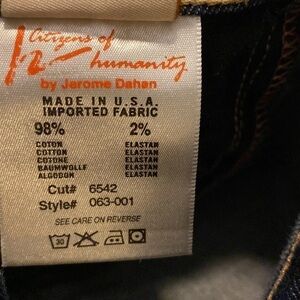 Citizens of
humanity
by Jerome Dahan
MADE IN U.S.A.
IMPORTED FABRIC
98% 2%
COTON ELASTAN
COTTON ELASTAN
COTONE ELASTAN
BAUMWOLLE ELASTAN
ALGODON ELASTAN
Cut# 6542
Style# 063-001
SEE CARE ON REVERSE
30